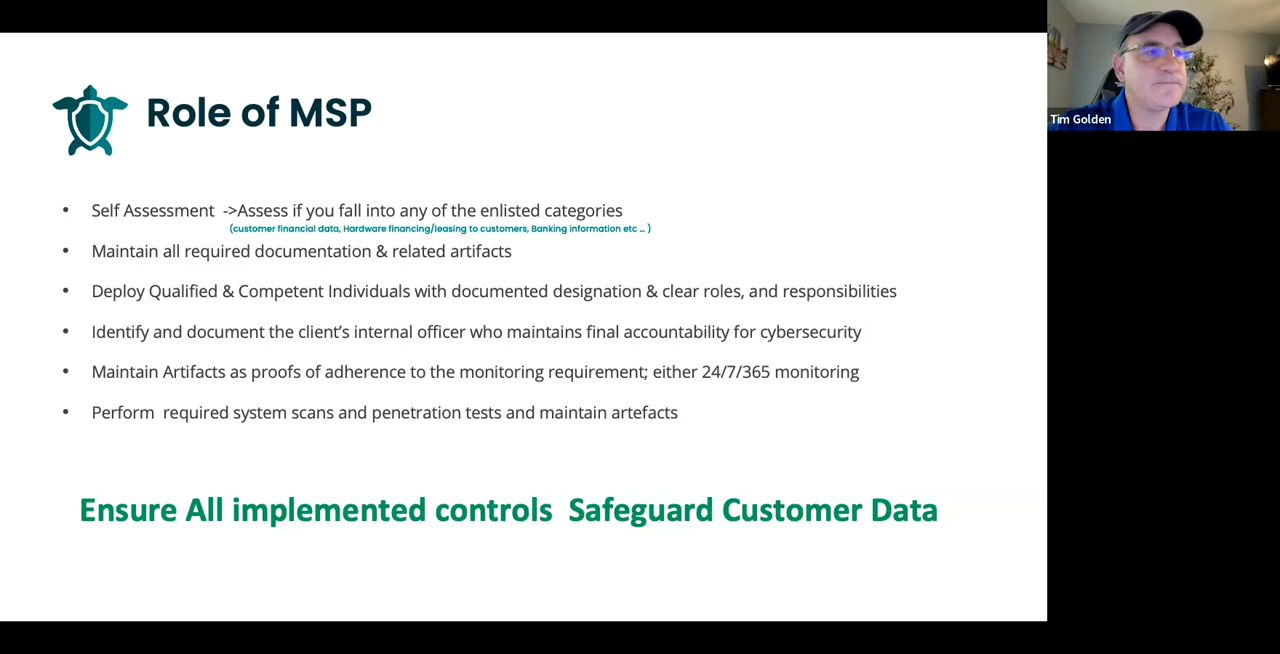 Role of MSP
• Self Assessment ->Assess if you fall into any of the enlisted categories
(customer financial data, Hardware financing/leasing to customers, Banking information etc ... )
• Maintain all required documentation & related artifacts
• Deploy Qualified & Competent Individuals with documented designation & clear roles, and responsibilities
• Identify and document the client's internal officer who maintains final accountability for cybersecurity
• Maintain Artifacts as proofs of adherence to the monitoring requirement; either 24/7/365 monitoring
• Perform required system scans and penetration tests and maintain artefacts
Ensure All implemented controls Safeguard Customer Data
Tim Golden